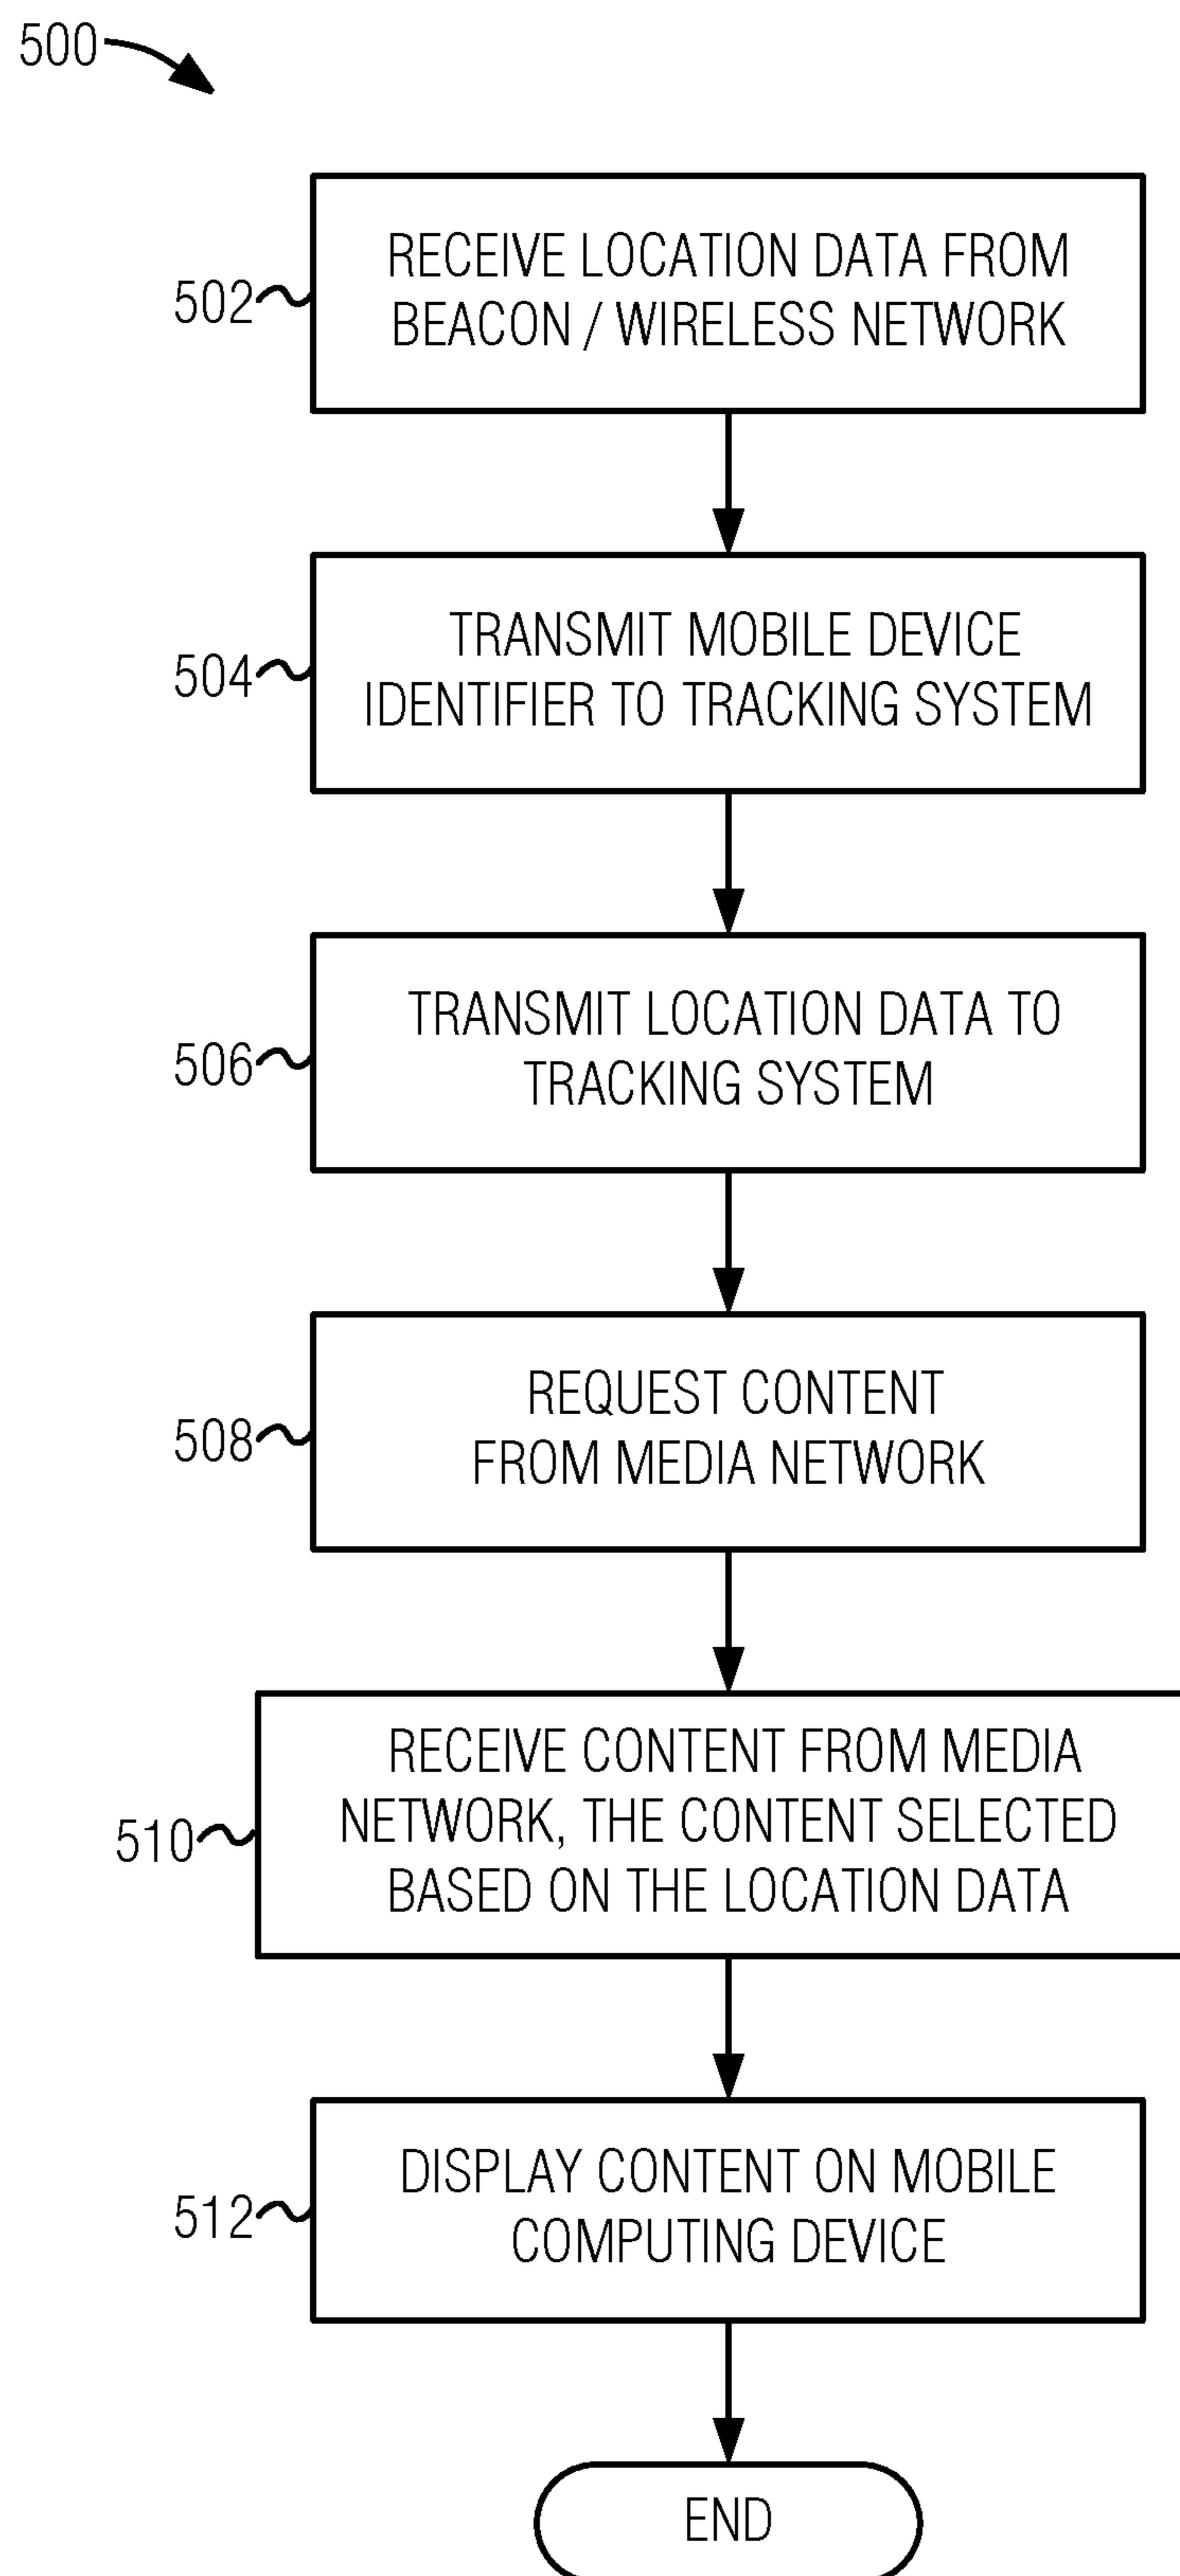 500
502
RECEIVE LOCATION DATA FROM
BEACON / WIRELESS NETWORK
504
TRANSMIT MOBILE DEVICE
IDENTIFIER TO TRACKING SYSTEM
506
TRANSMIT LOCATION DATA TO
TRACKING SYSTEM
508
REQUEST CONTENT
FROM MEDIA NETWORK
510
RECEIVE CONTENT FROM MEDIA
NETWORK, THE CONTENT SELECTED
BASED ON THE LOCATION DATA
512
DISPLAY CONTENT ON MOBILE
COMPUTING DEVICE
END